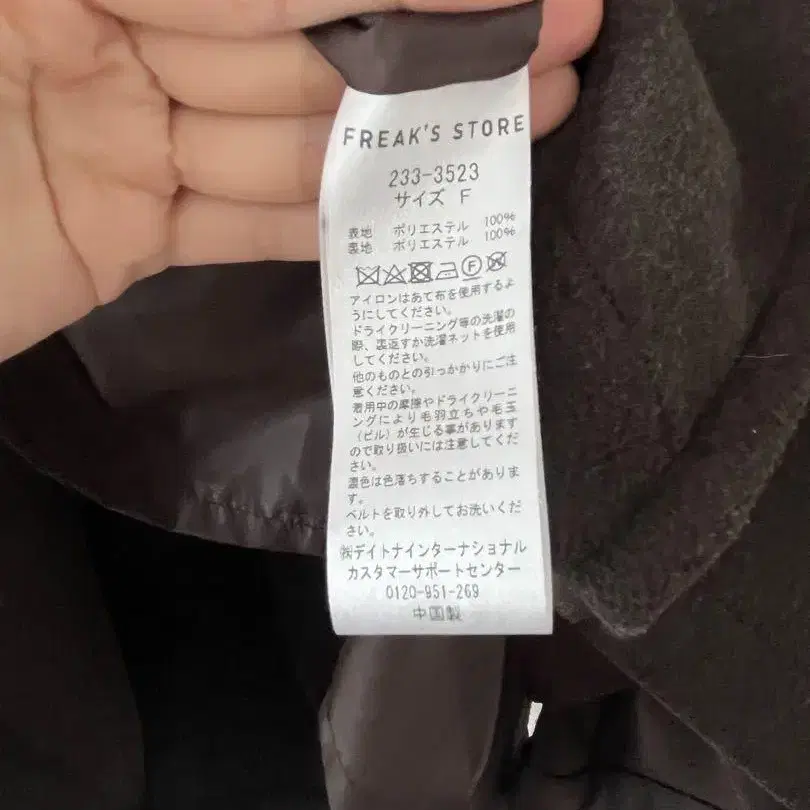 FREAK'S STORE
233-3523
サイズ F
表地 ポリエステル 100%
裏地 ポリエステル 100%
アイロンはあて布を使用するよ
うにしてください。
ドライクリーニング等の洗濯の
際、裏返すか洗濯ネットを使用
してください。
他のものとの引っかかりにご注
意ください。
着用中の摩擦やドライクリーニ
ングにより毛羽立ちや毛玉
(ピル)が生じる事があります
ので取り扱いには注意してくだ
さい。
濃色は色落ちすることがありま
す。
ベルトを取り外してお洗いくだ
さい。
㈱デイトナインターナショナル
カスタマーサポートセンター
0120-951-269
中国製